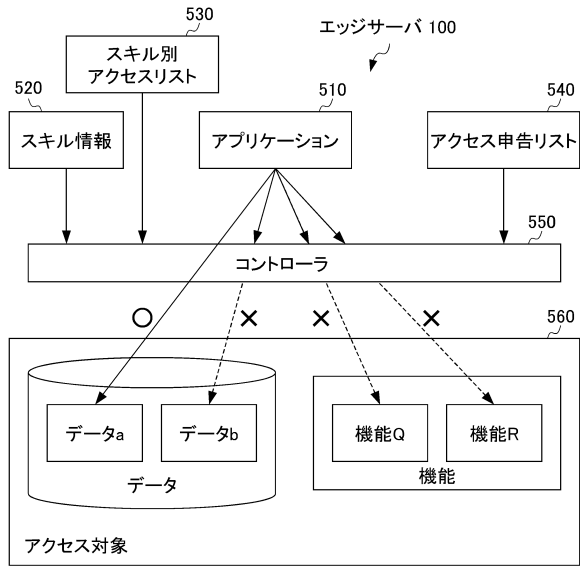 エッジサーバ 100
530
スキル別
アクセスリスト
520
スキル情報
510
アプリケーション
540
アクセス申告リスト
550
コントローラ
○
×
×
×
560
データa
データb
データ
機能Q
機能R
機能
アクセス対象